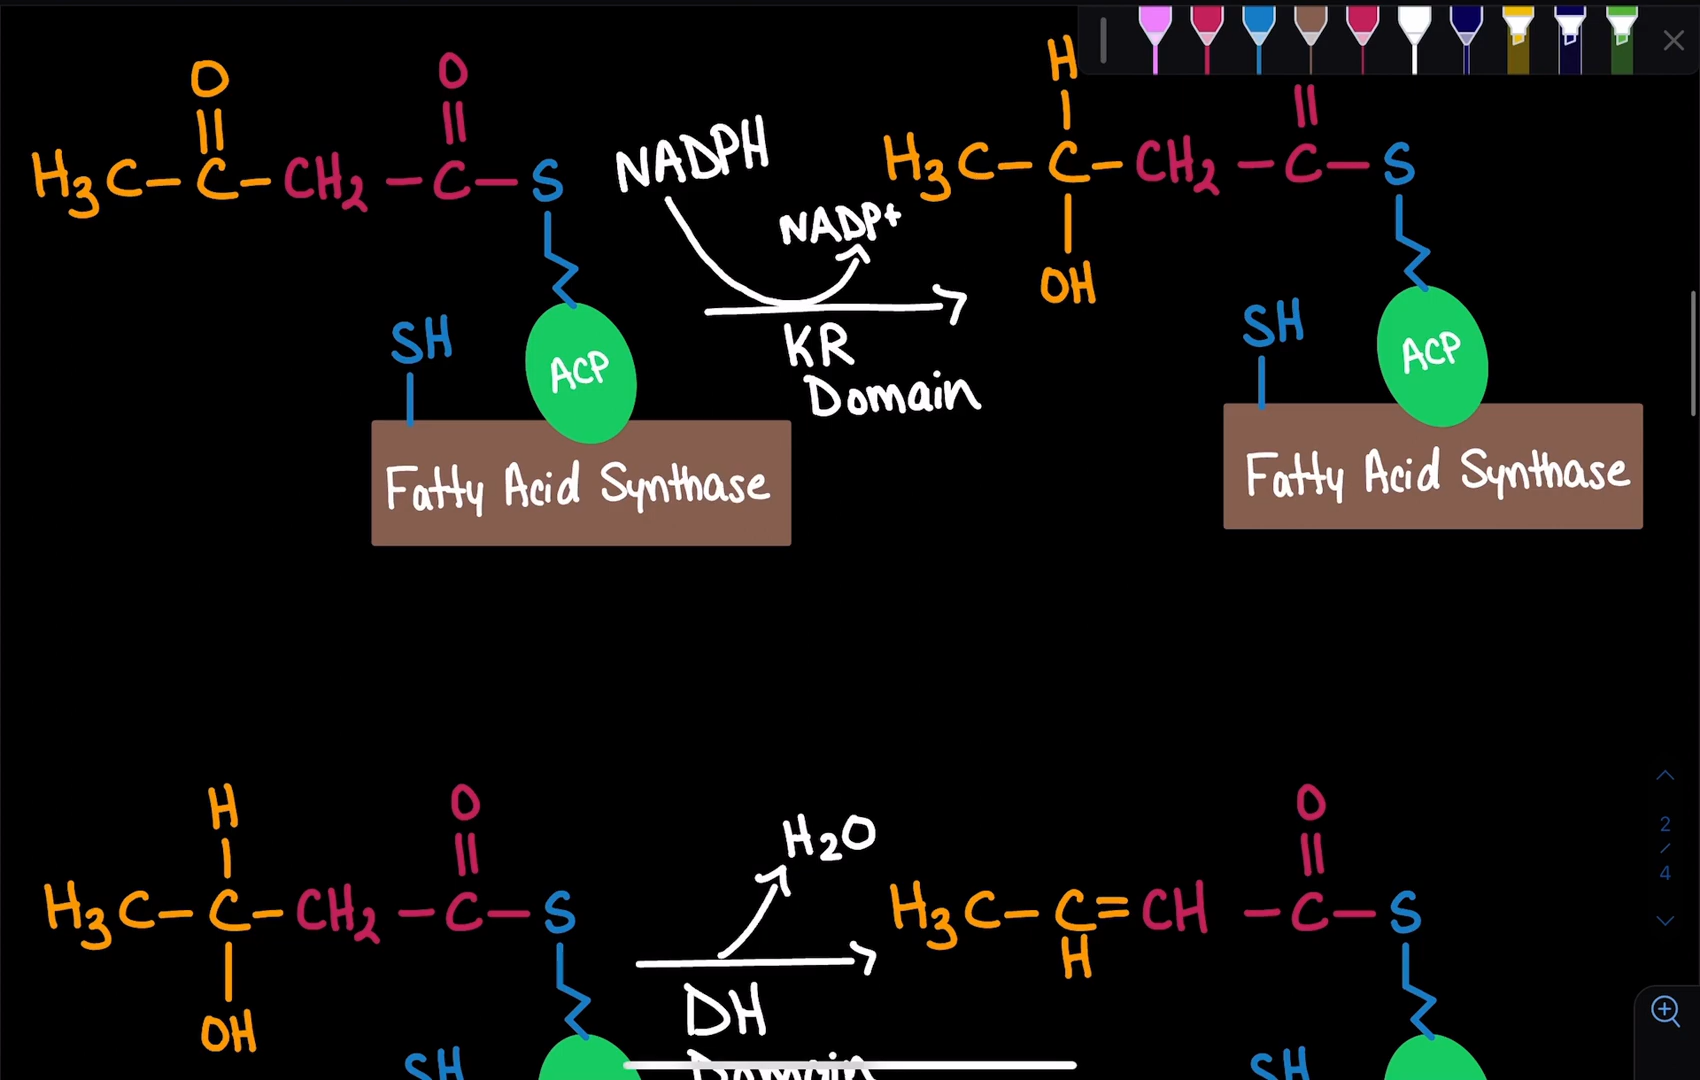 O
O
H
H3C-C-CH2-C-S
NADPH
NADP+
H3C-C-CH2-C-S
OH
SH
ACP
KR
Domain
SH
ACP
Fatty Acid Synthase
Fatty Acid Synthase
H
O
H2O
O
H3C-C-CH2-C-S
H3C-C=CH-C-S
H
OH
DH
Domain
SH
SH
2
/
4